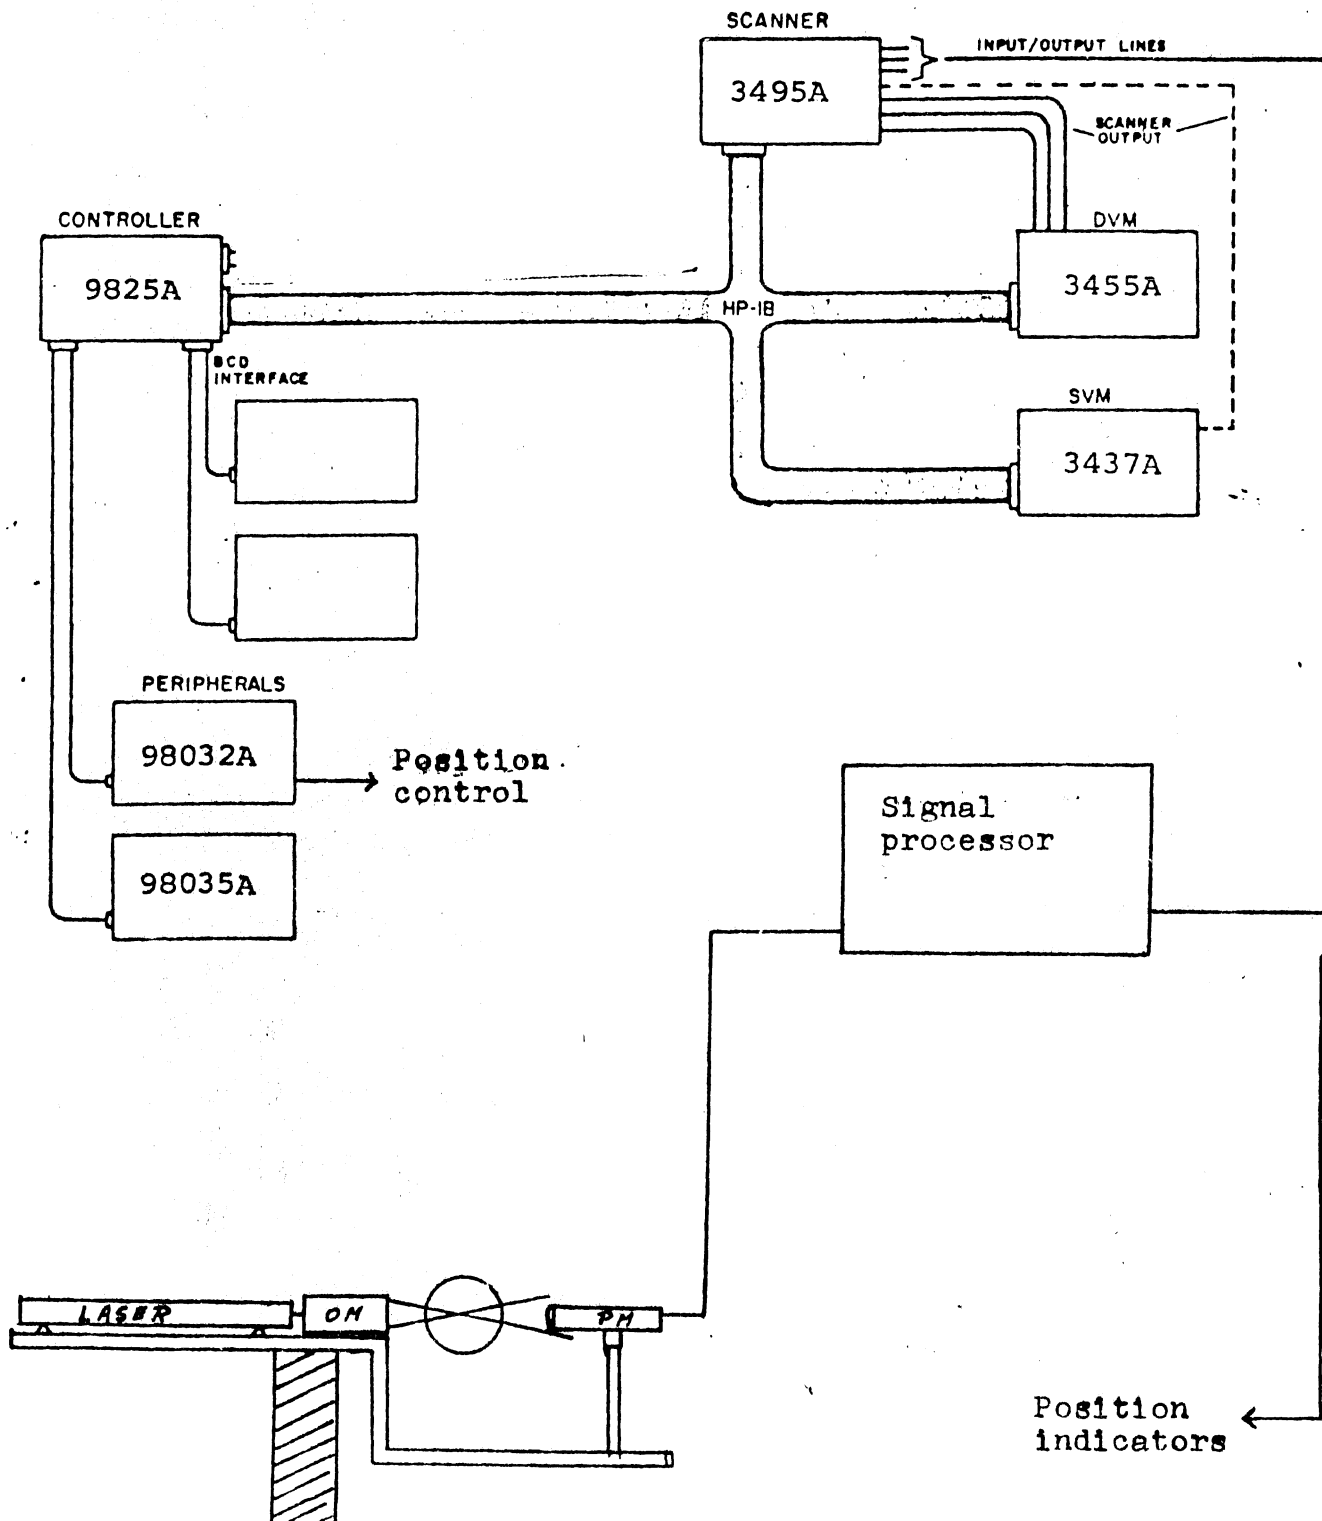 SCANNER
INPUT/OUTPUT LINES
3495A
SCANNER
OUTPUT
CONTROLLER
DVM
9825A
3455A
HP-IB
BCD
INTERFACE
SVM
3437A
PERIPHERALS
98032A
Position
control
98035A
Signal
processor
LASER
OM
PM
Position
indicators